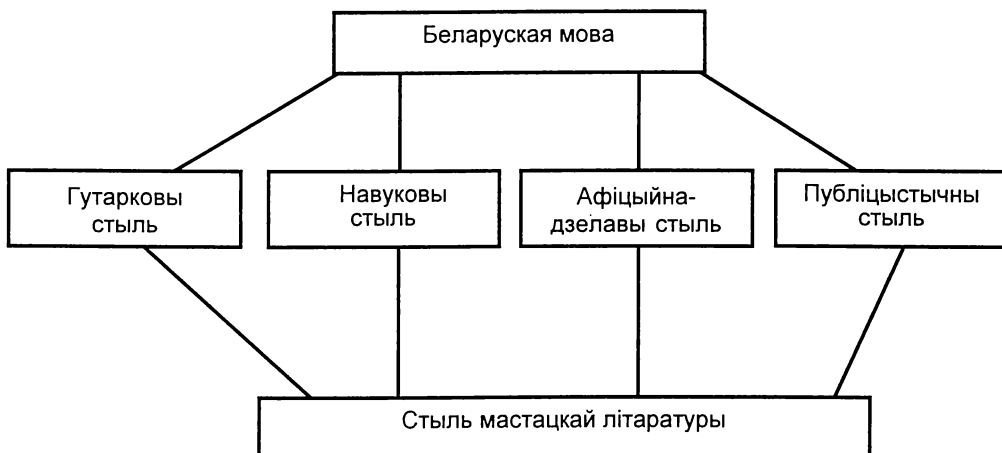 Беларуская мова
Гутарковы
стыль
Навуковы
стыль
Афіцыйна-
дзелавы стыль
Публіцыстычны
стыль
Стыль мастацкай літаратуры